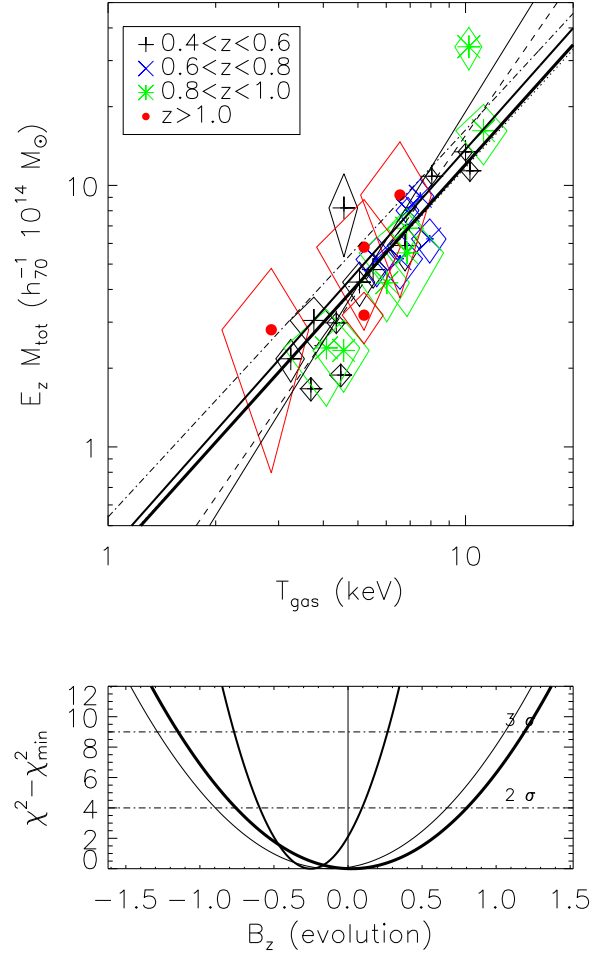 0.4<z<0.6
0.6<z<0.8
0.8<z<1.0
z>1.0
10
1
E_z M_tot (h_70^-1 10^14 M_⊙)
1 10
T_gas (keV)
12
10
8
6
4
2
0
3 σ
2 σ
χ²−χ²_min
−1.5 −1.0 −0.5 0.0 0.5 1.0 1.5
B_z (evolution)